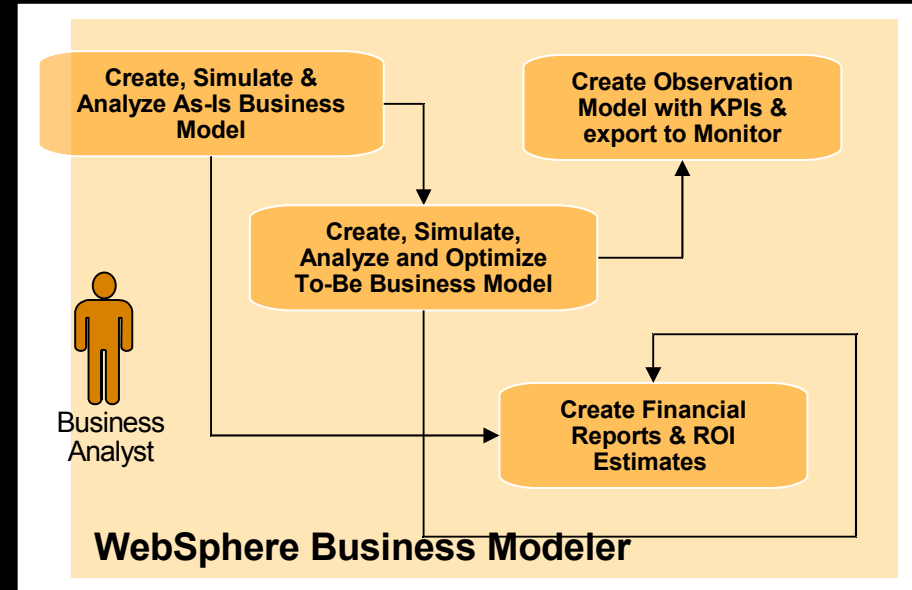 Create, Simulate &
Analyze As-Is Business
Model
Create Observation
Model with KPIs &
export to Monitor
Create, Simulate,
Analyze and Optimize
To-Be Business Model
Business
Analyst
Create Financial
Reports & ROI
Estimates
WebSphere Business Modeler